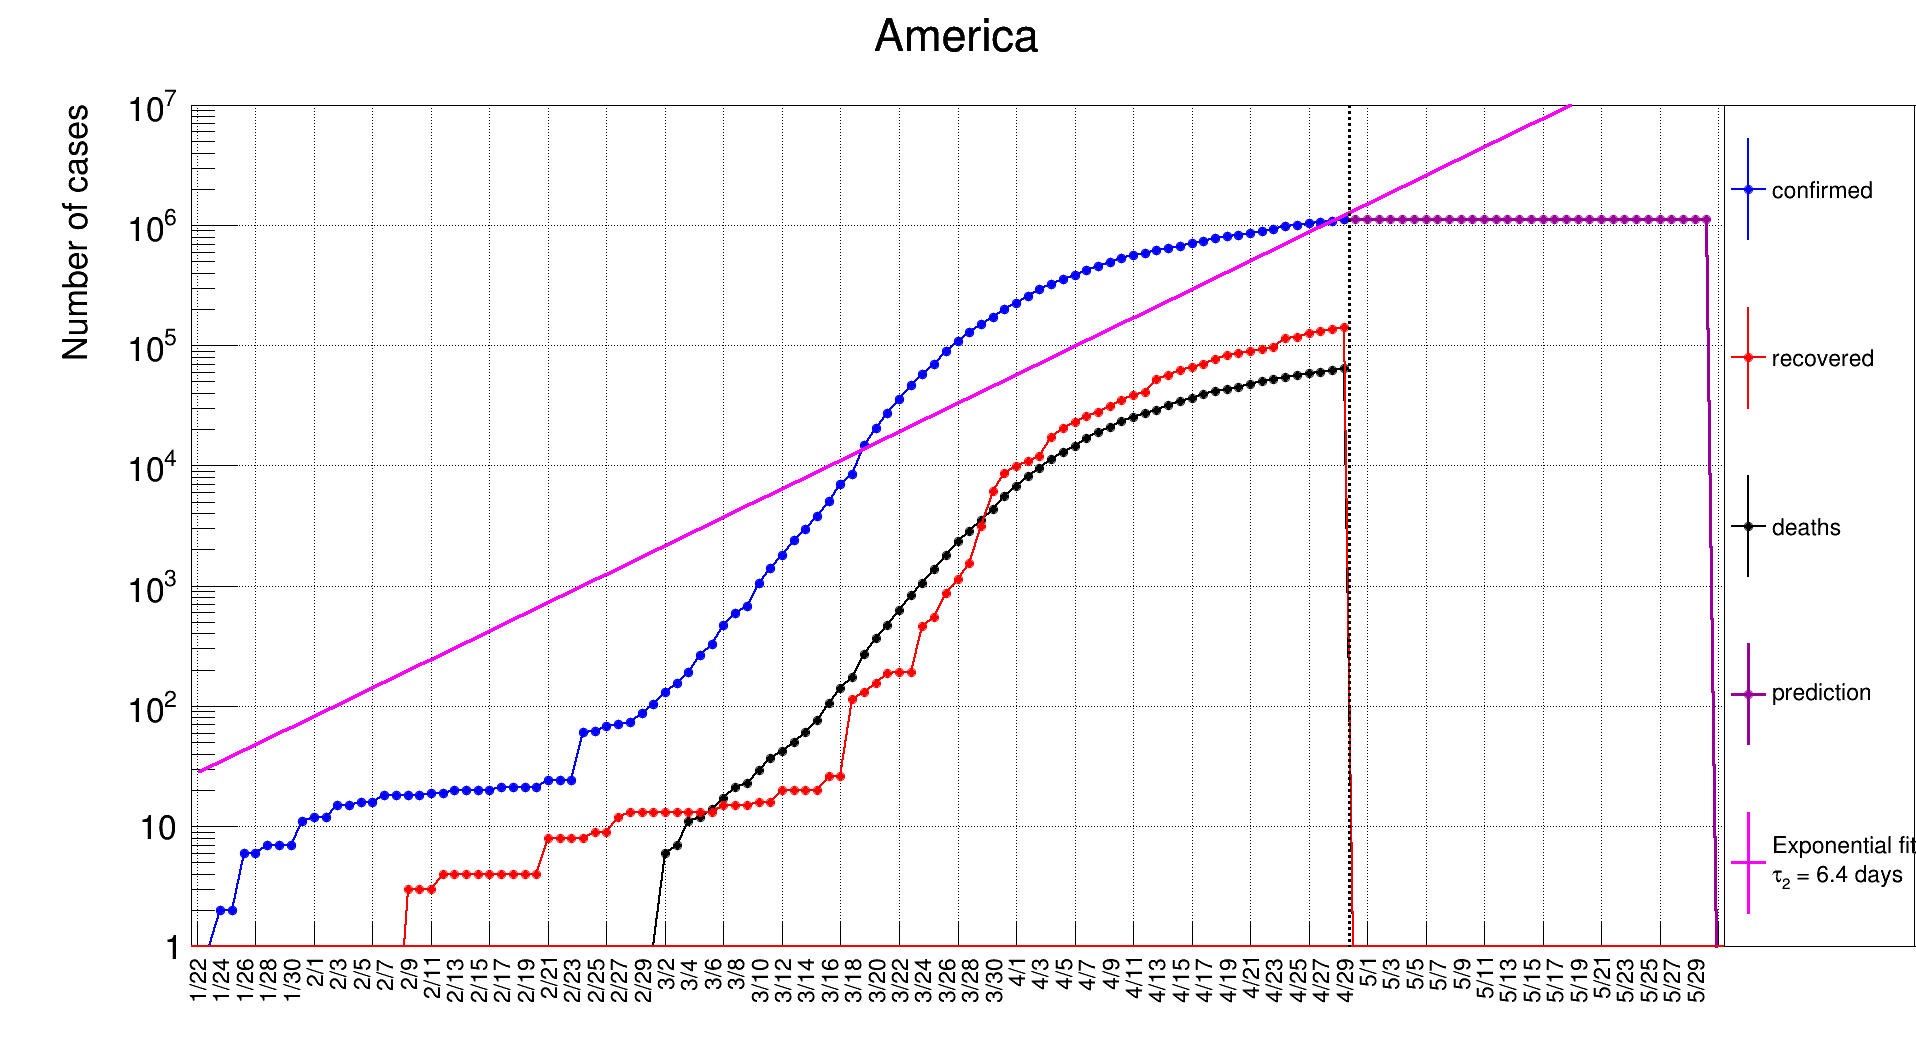 America
Number of cases
10^7
10^6
10^5
10^4
10^3
10^2
10
1
1/22 1/24 1/26 1/28 1/30 2/1 2/3 2/5 2/7 2/9 2/11 2/13 2/15 2/17 2/19 2/21 2/23 2/25 2/27 2/29 3/2 3/4 3/6 3/8 3/10 3/12 3/14 3/16 3/18 3/20 3/22 3/24 3/26 3/28 3/30 4/1 4/3 4/5 4/7 4/9 4/11 4/13 4/15 4/17 4/19 4/21 4/23 4/25 4/27 4/29 5/1 5/3 5/5 5/7 5/9 5/11 5/13 5/15 5/17 5/19 5/21 5/23 5/25 5/27 5/29
confirmed
recovered
deaths
prediction
Exponential fit
τ₂ = 6.4 days